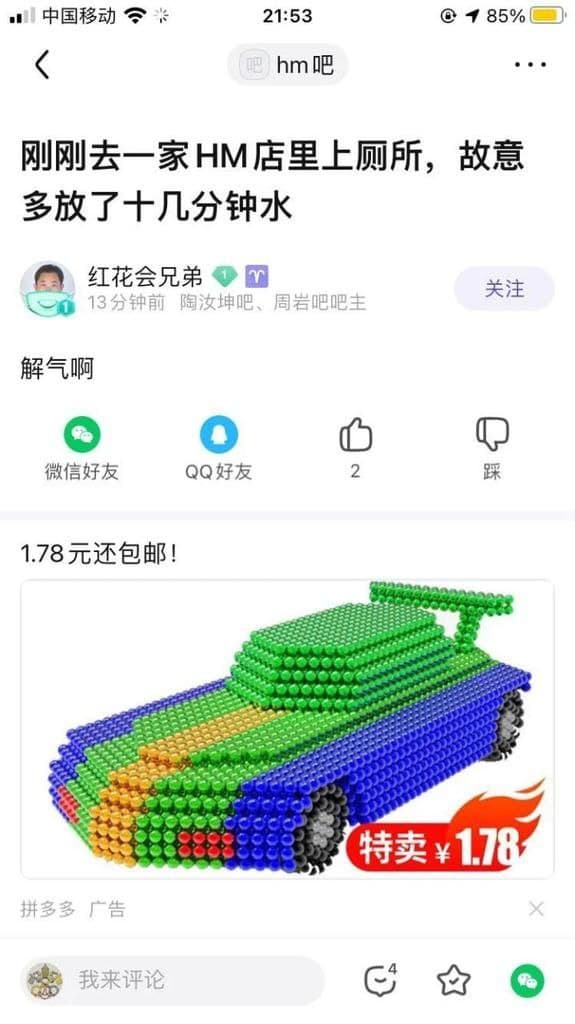 中国移动
21:53
85%
吧 hm吧
刚刚去一家HM店里上厕所，故意
多放了十几分钟水
红花会兄弟 1
1
13分钟前 陶汝坤吧、周岩吧吧主
关注
解气啊
微信好友
QQ好友
2
踩
1.78元还包邮！
特卖¥1.78
拼多多 广告
我来评论
4